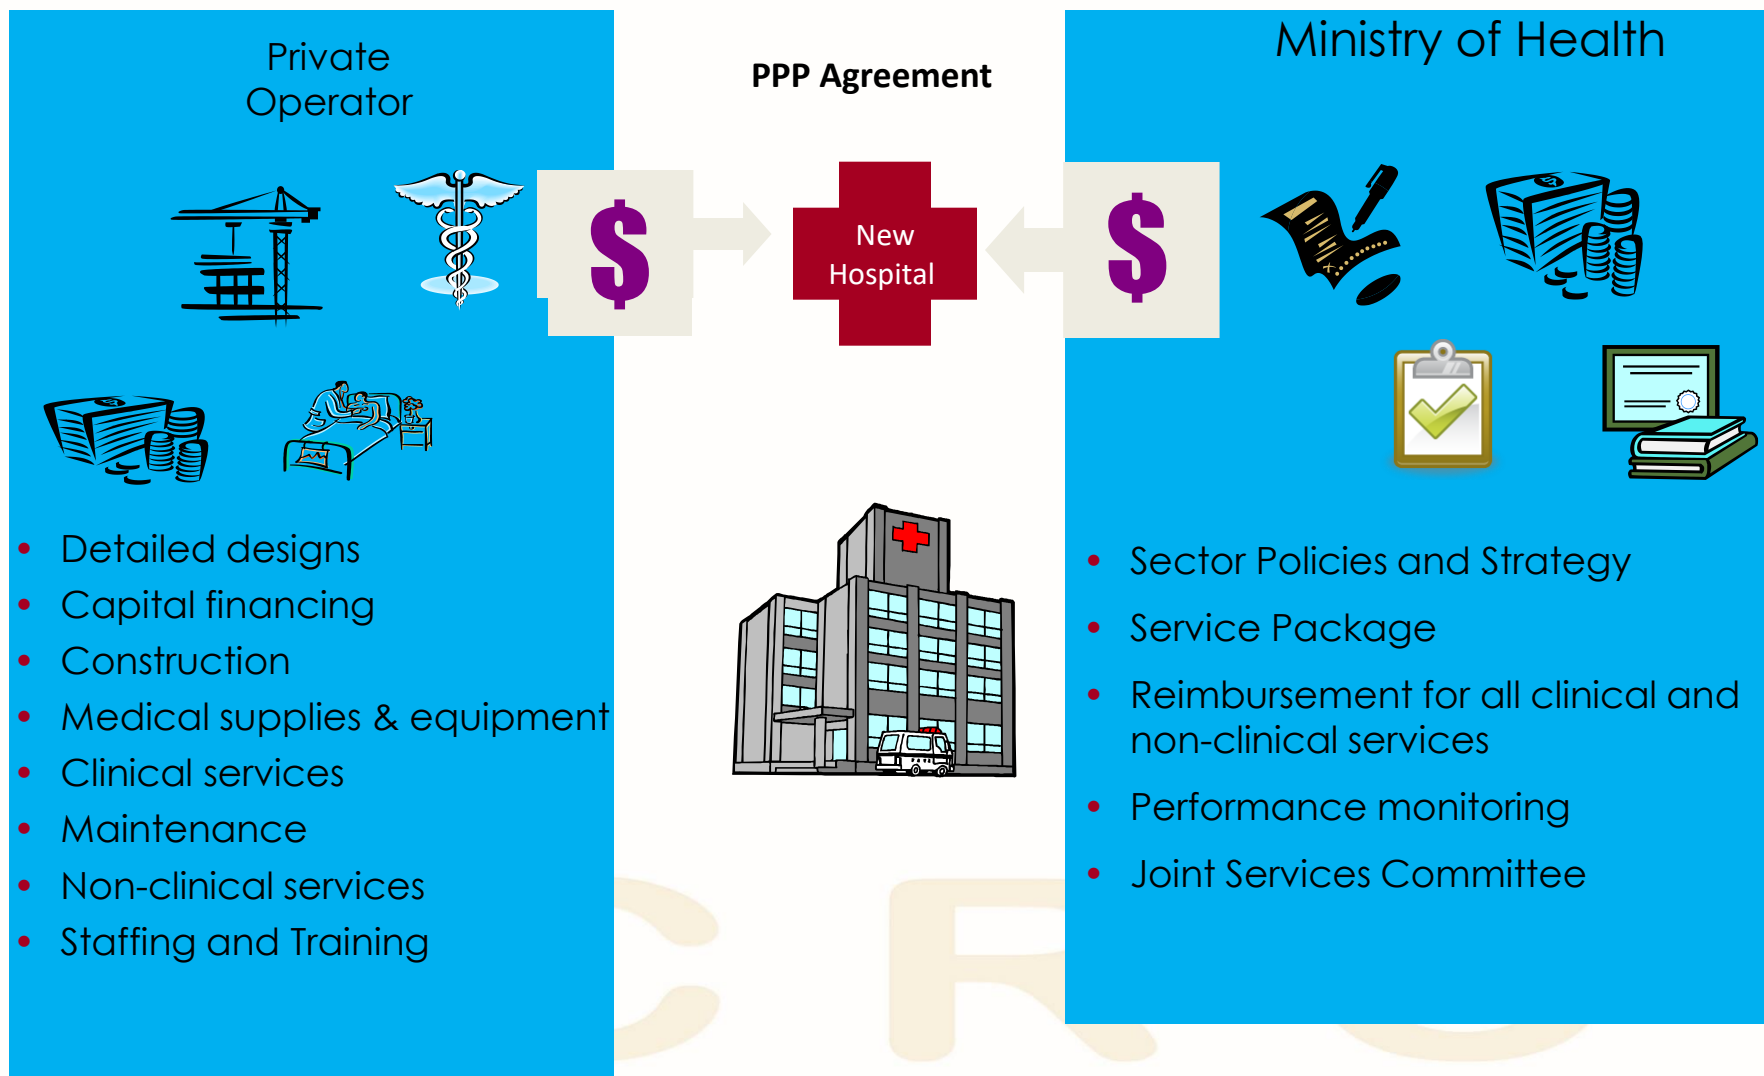 Private
Operator
PPP Agreement
Ministry of Health
$
New
Hospital
$
• Detailed designs
• Capital financing
• Construction
• Medical supplies & equipment
• Clinical services
• Maintenance
• Non-clinical services
• Staffing and Training
• Sector Policies and Strategy
• Service Package
• Reimbursement for all clinical and
non-clinical services
• Performance monitoring
• Joint Services Committee
C R